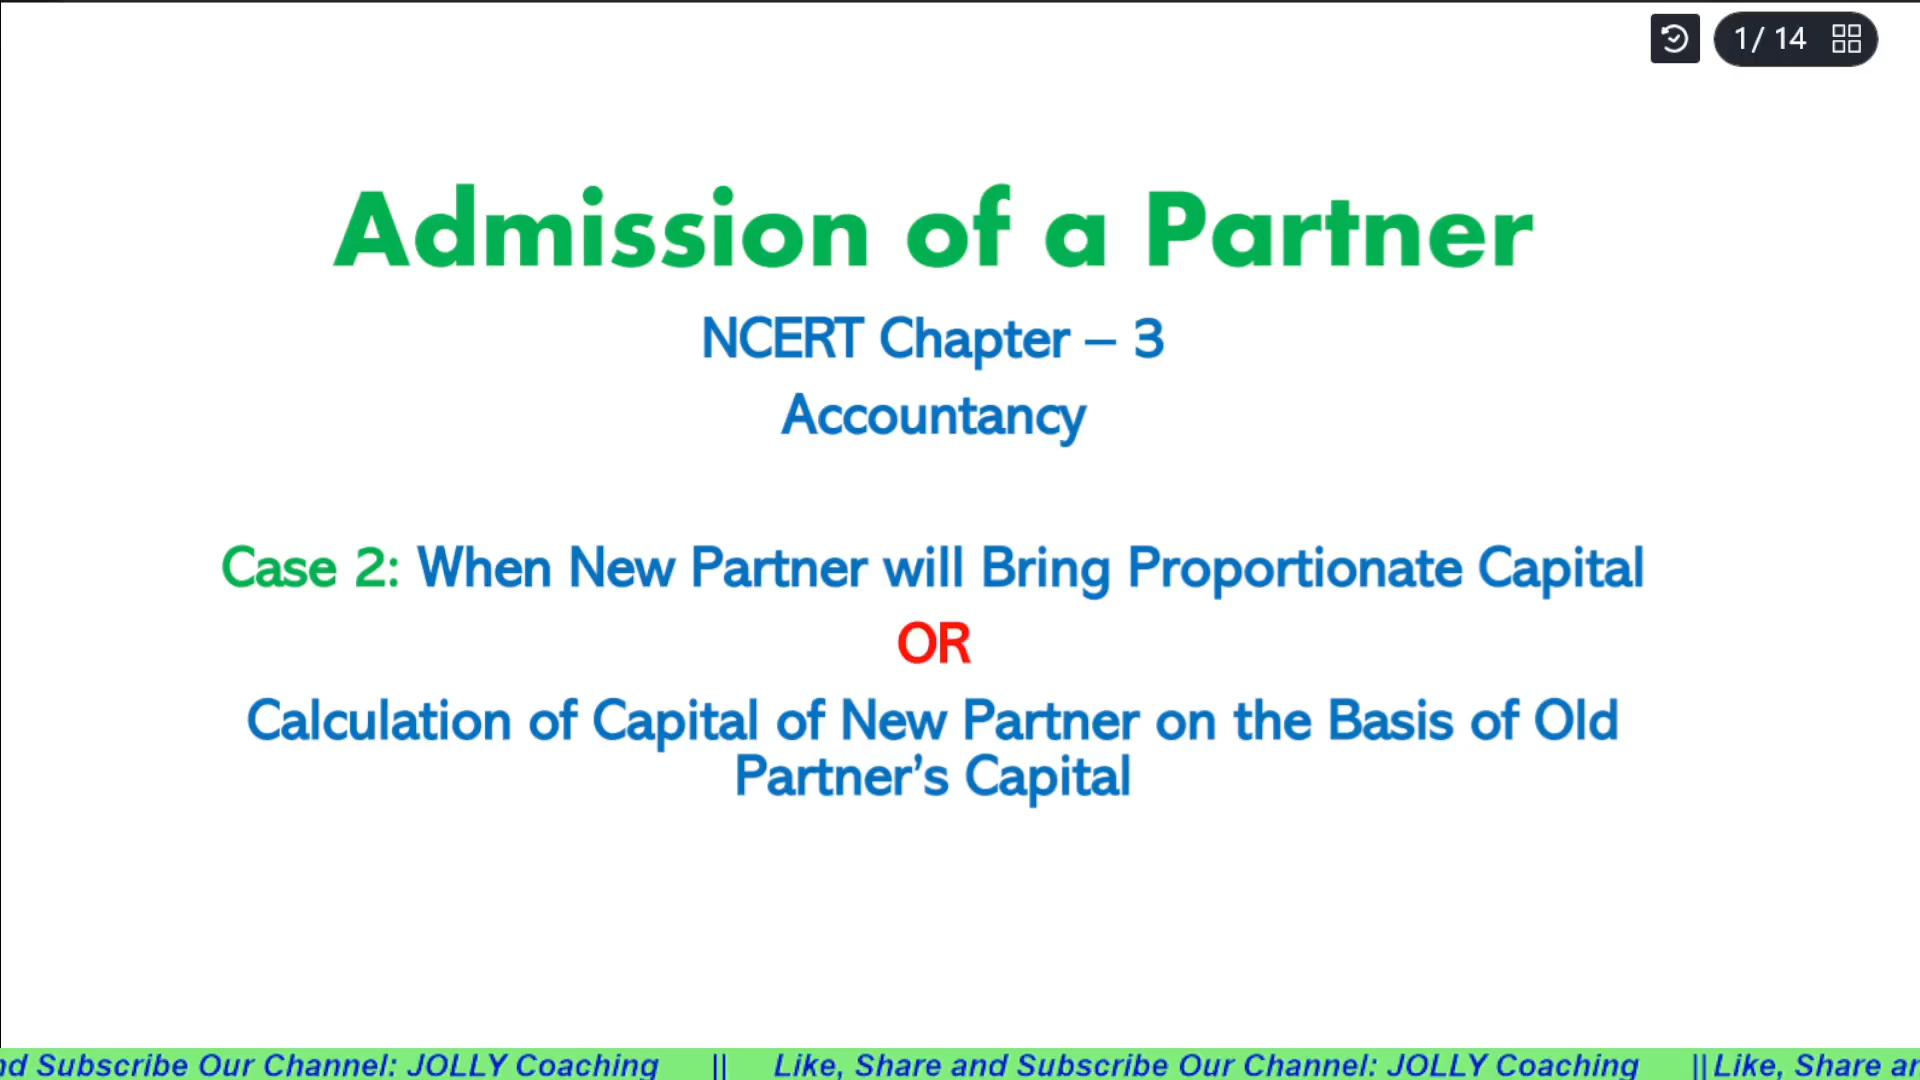 1/ 14
Admission of a Partner
NCERT Chapter – 3
Accountancy
Case 2: When New Partner will Bring Proportionate Capital
OR
Calculation of Capital of New Partner on the Basis of Old
Partner’s Capital
nd Subscribe Our Channel: JOLLY Coaching || Like, Share and Subscribe Our Channel: JOLLY Coaching || Like, Share an